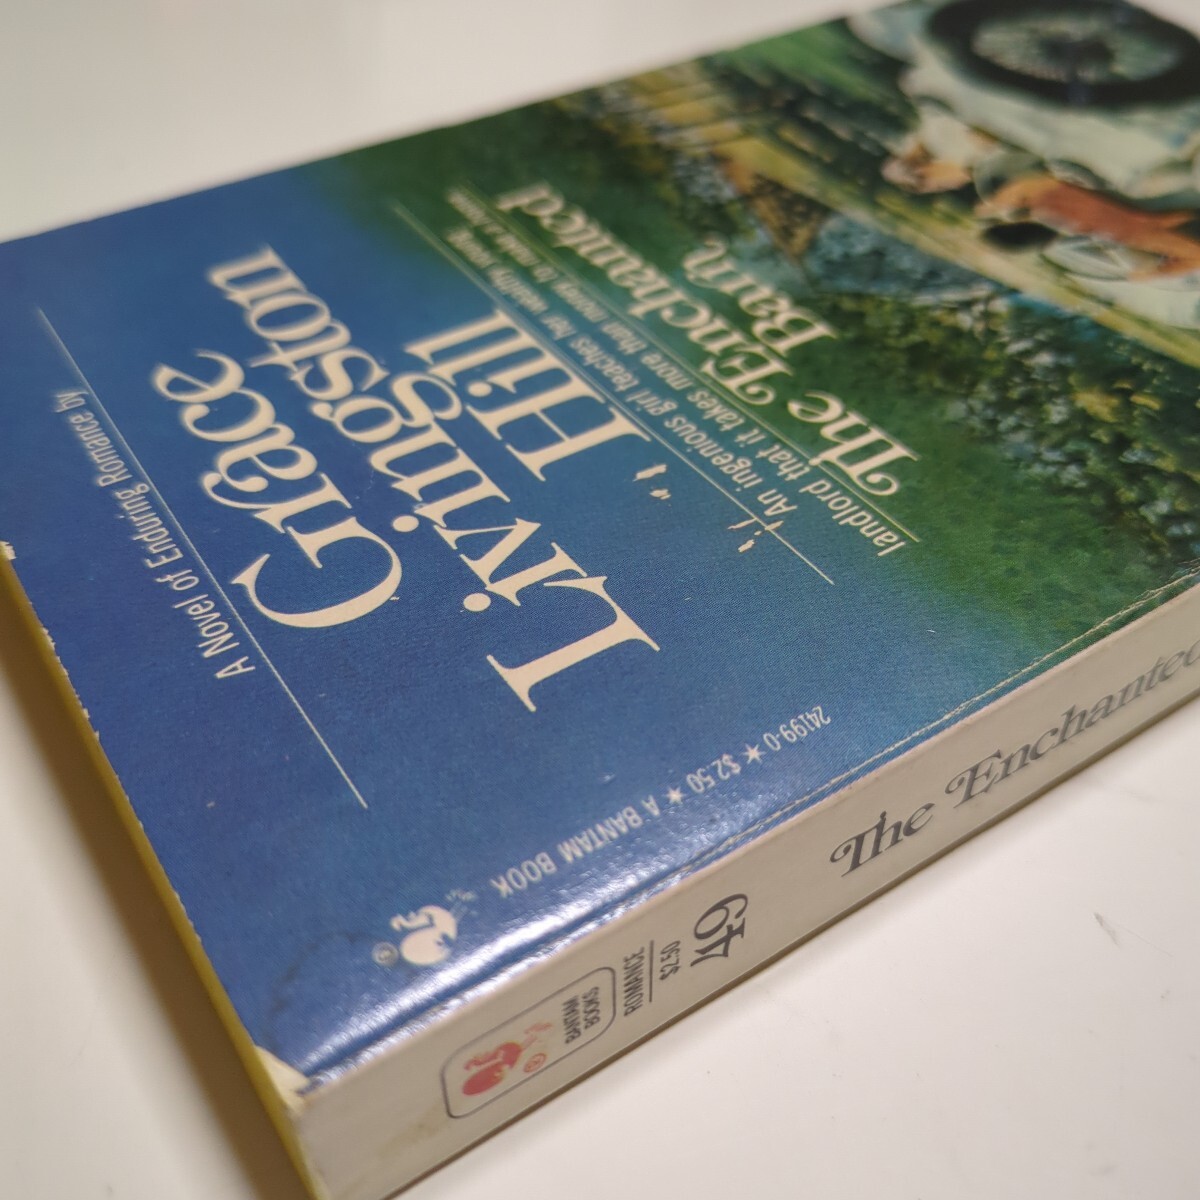 A Novel of Enduring Romance by
Grace
Livingston
Hill
An ingenious girl teaches her wealthy young
landlord that it takes more than money to make a home.
The Enchanted
Barn
24199-0 ★ $2.50 ★ A BANTAM BOOK
®
BANTAM
BOOKS
®
ROMANCE
$2.50
49
The Enchanted